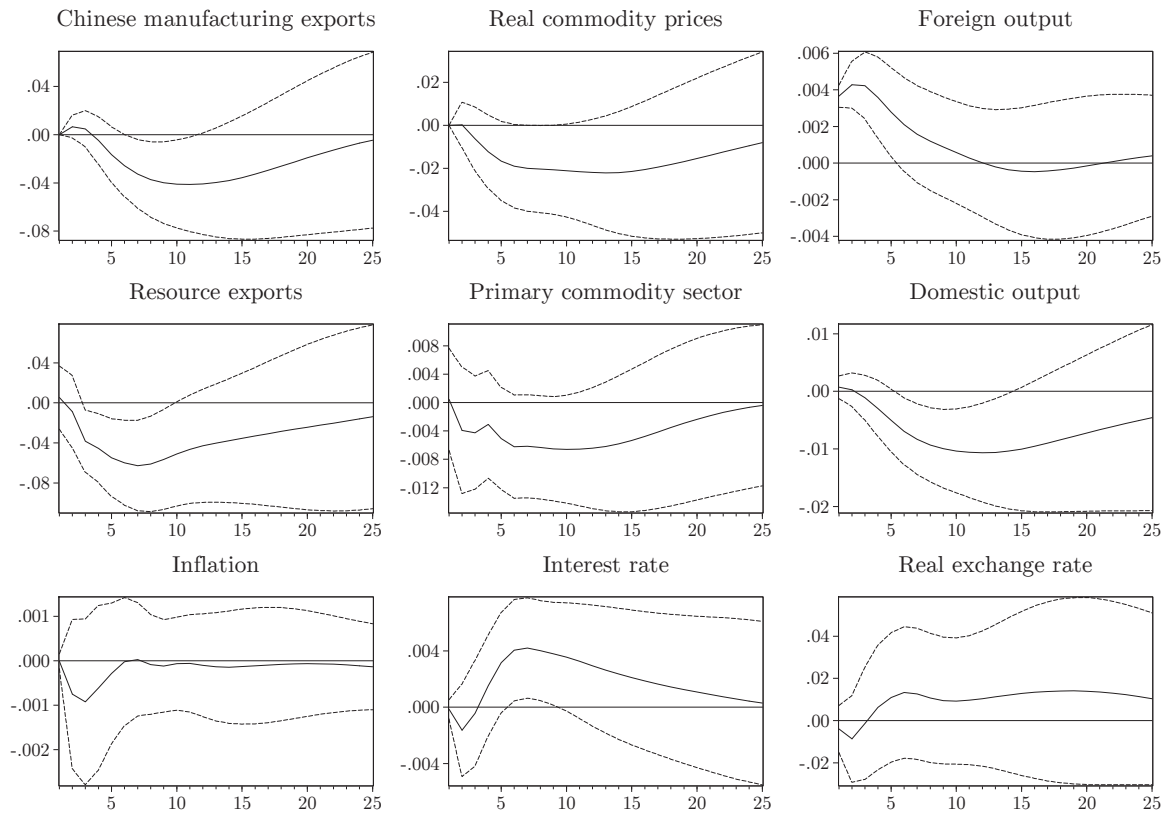 Chinese manufacturing exports
Real commodity prices
Foreign output
.04
.00
-.04
-.08
5 10 15 20 25
.02
.00
-.02
-.04
5 10 15 20 25
.006
.004
.002
.000
-.002
-.004
5 10 15 20 25
Resource exports
Primary commodity sector
Domestic output
.04
.00
-.04
-.08
5 10 15 20 25
.008
.004
.000
-.004
-.008
-.012
5 10 15 20 25
.01
.00
-.01
-.02
5 10 15 20 25
Inflation
Interest rate
Real exchange rate
.001
.000
-.001
-.002
5 10 15 20 25
.004
.000
-.004
5 10 15 20 25
.04
.02
.00
-.02
5 10 15 20 25